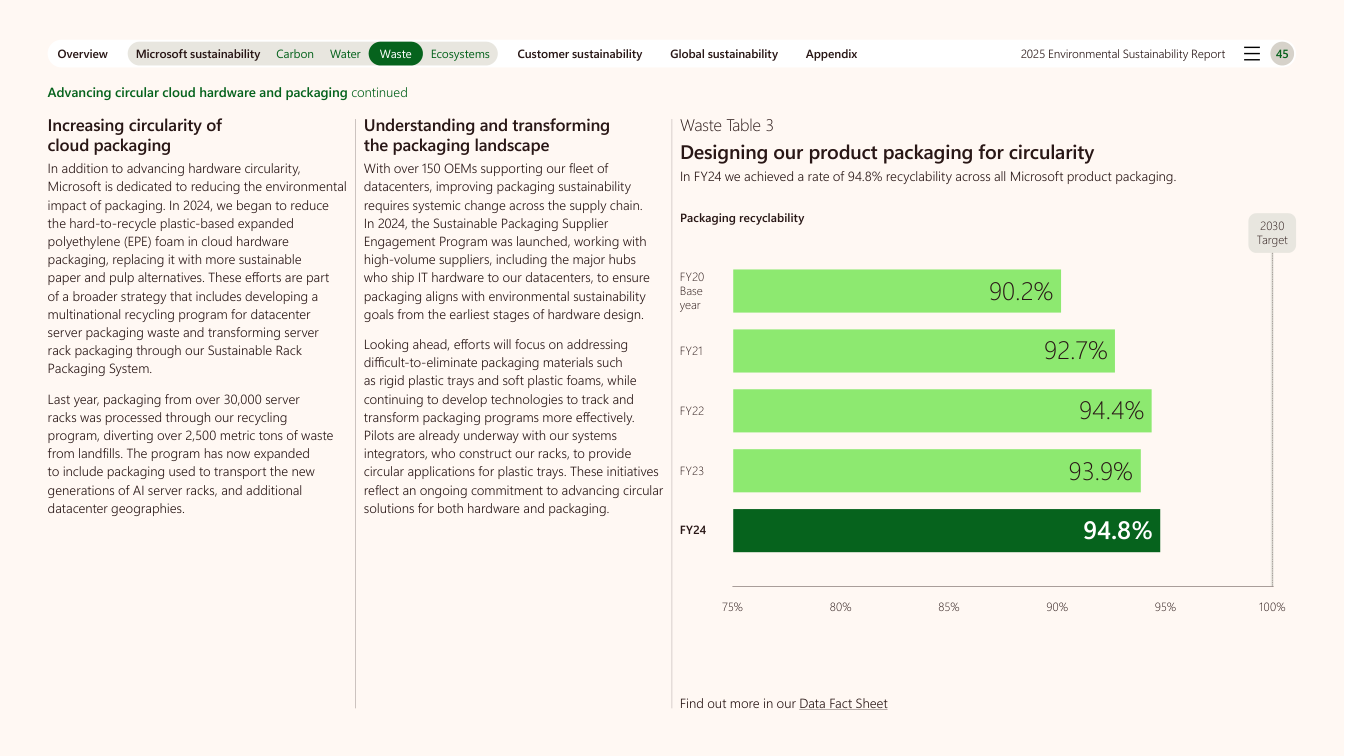 Overview
Microsoft sustainability
Carbon
Water
Waste
Ecosystems
Customer sustainability
Global sustainability
Appendix
2025 Environmental Sustainability Report
45
Advancing circular cloud hardware and packaging continued
Increasing circularity of
cloud packaging
In addition to advancing hardware circularity,
Microsoft is dedicated to reducing the environmental
impact of packaging. In 2024, we began to reduce
the hard-to-recycle plastic-based expanded
polyethylene (EPE) foam in cloud hardware
packaging, replacing it with more sustainable
paper and pulp alternatives. These efforts are part
of a broader strategy that includes developing a
multinational recycling program for datacenter
server packaging waste and transforming server
rack packaging through our Sustainable Rack
Packaging System.
Last year, packaging from over 30,000 server
racks was processed through our recycling
program, diverting over 2,500 metric tons of waste
from landfills. The program has now expanded
to include packaging used to transport the new
generations of AI server racks, and additional
datacenter geographies.
Understanding and transforming
the packaging landscape
With over 150 OEMs supporting our fleet of
datacenters, improving packaging sustainability
requires systemic change across the supply chain.
In 2024, the Sustainable Packaging Supplier
Engagement Program was launched, working with
high-volume suppliers, including the major hubs
who ship IT hardware to our datacenters, to ensure
packaging aligns with environmental sustainability
goals from the earliest stages of hardware design.
Looking ahead, efforts will focus on addressing
difficult-to-eliminate packaging materials such
as rigid plastic trays and soft plastic foams, while
continuing to develop technologies to track and
transform packaging programs more effectively.
Pilots are already underway with our systems
integrators, who construct our racks, to provide
circular applications for plastic trays. These initiatives
reflect an ongoing commitment to advancing circular
solutions for both hardware and packaging.
Waste Table 3
Designing our product packaging for circularity
In FY24 we achieved a rate of 94.8% recyclability across all Microsoft product packaging.
Packaging recyclability
2030
Target
FY20
Base
year
90.2%
FY21
92.7%
FY22
94.4%
FY23
93.9%
FY24
94.8%
75%
80%
85%
90%
95%
100%
Find out more in our Data Fact Sheet